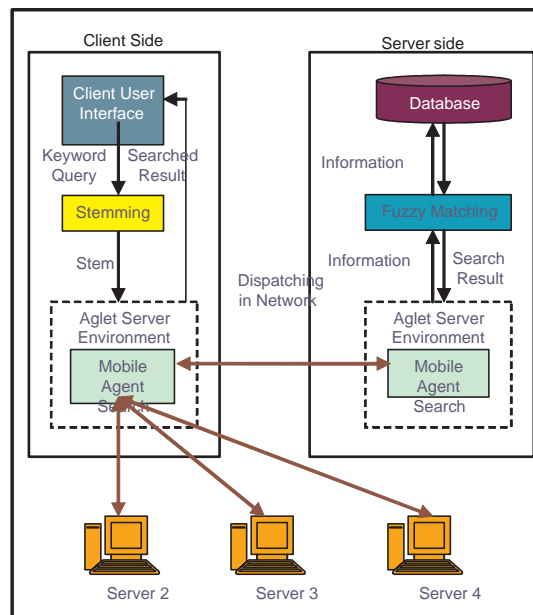 Client Side
Client User
Interface
Keyword
Query
Searched
Result
Stemming
Stem
Aglet Server
Environment
Mobile
Agent
Search
Dispatching
in Network
Server side
Database
Information
Fuzzy Matching
Information
Search
Result
Aglet Server
Environment
Mobile
Agent
Search
Server 2
Server 3
Server 4